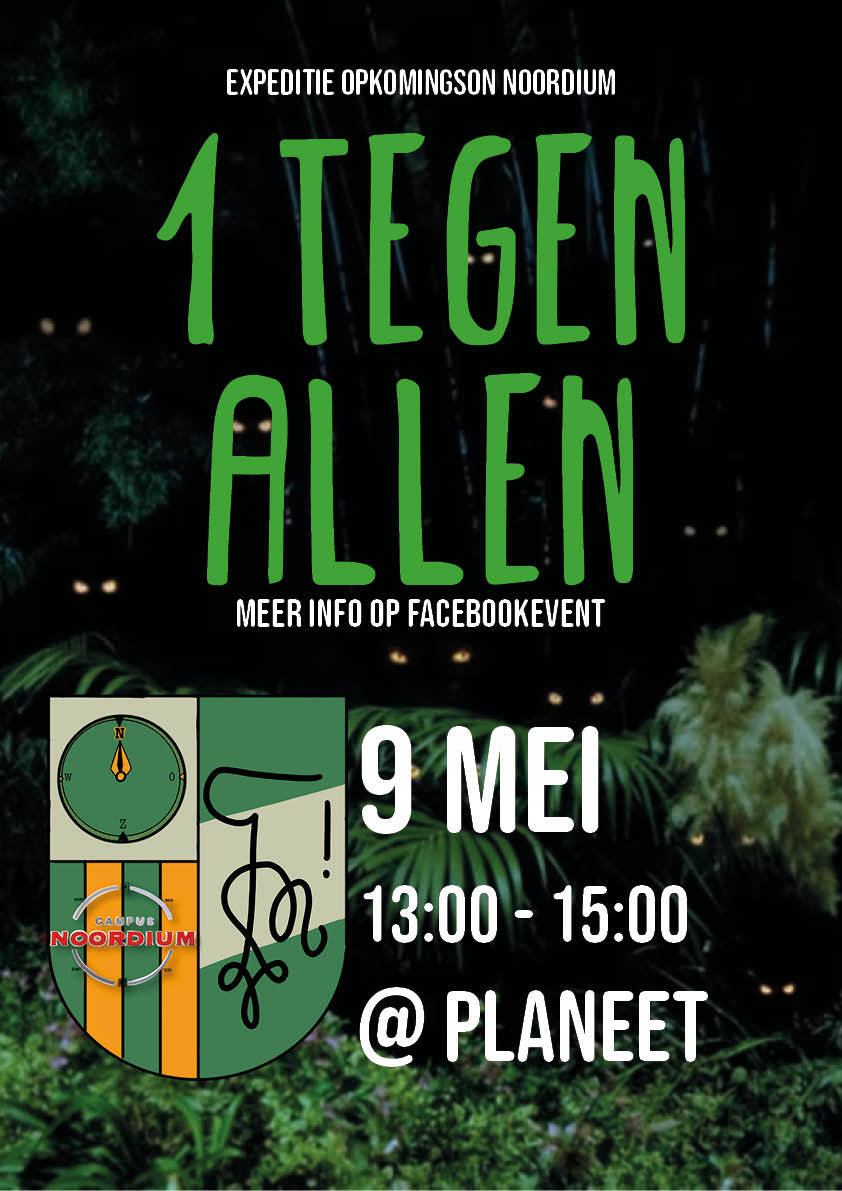 EXPEDITIE OPKOMINGSON NOORDIUM
1 TEGEN
ALLEN
MEER INFO OP FACEBOOKEVENT
N
W O
Z
9 MEI
13:00 - 15:00
CAMPUS
NOORDIUM
@ PLANEET